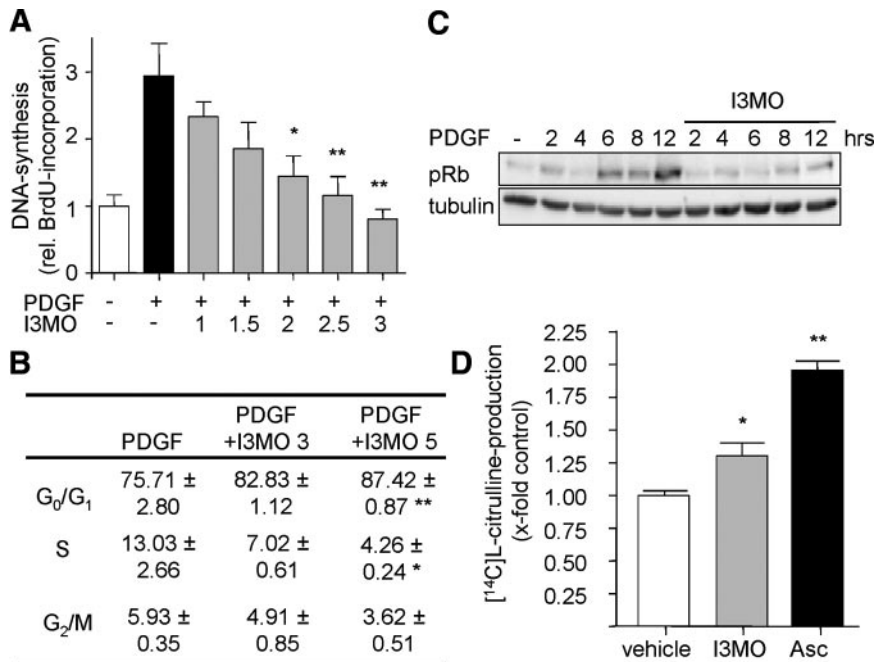 A
DNA-synthesis
(rel. BrdU-incorporation)
3
2
1
0
PDGF - + + + + + +
I3MO - - 1 1.5 2 2.5 3
*
**
**
B
PDGF
PDGF +I3MO 3
PDGF +I3MO 5
G₀/G₁
75.71 ± 2.80
82.83 ± 1.12
87.42 ± 0.87 **
S
13.03 ± 2.66
7.02 ± 0.61
4.26 ± 0.24 *
G₂/M
5.93 ± 0.35
4.91 ± 0.85
3.62 ± 0.51
C
I3MO
PDGF - 2 4 6 8 12 2 4 6 8 12 hrs
pRb
tubulin
D
[¹⁴C]L-citrulline-production
(x-fold control)
2.25
2.00
1.75
1.50
1.25
1.00
0.75
0.50
0.25
*
**
vehicle I3MO Asc